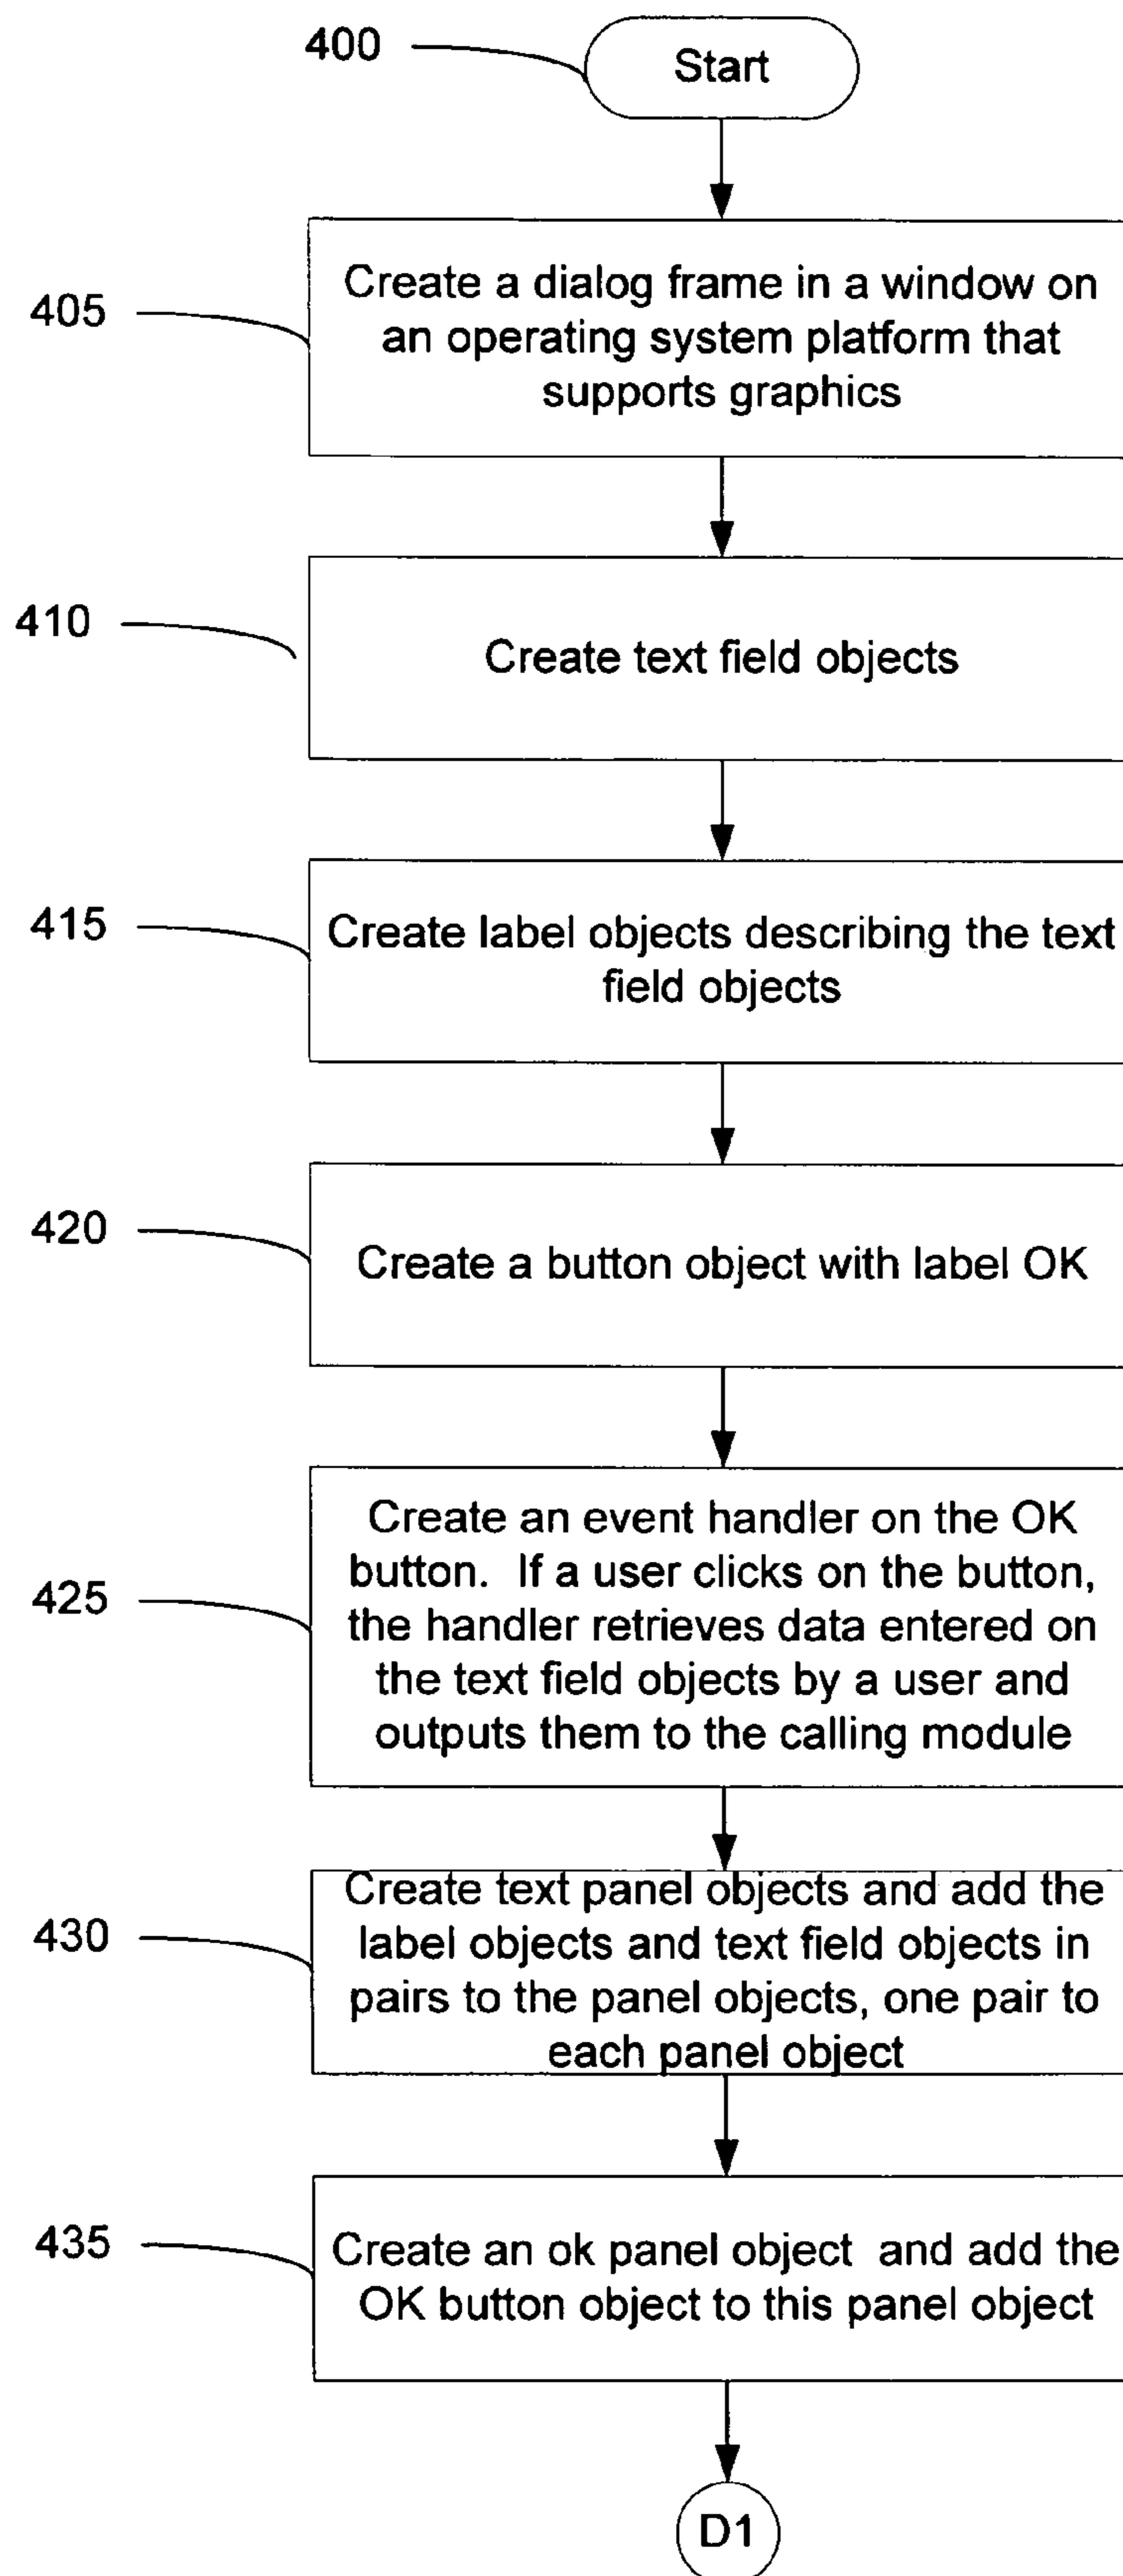 400
Start
405
Create a dialog frame in a window on
an operating system platform that
supports graphics
410
Create text field objects
415
Create label objects describing the text
field objects
420
Create a button object with label OK
425
Create an event handler on the OK
button. If a user clicks on the button,
the handler retrieves data entered on
the text field objects by a user and
outputs them to the calling module
430
Create text panel objects and add the
label objects and text field objects in
pairs to the panel objects, one pair to
each panel object
435
Create an ok panel object and add the
OK button object to this panel object
D1